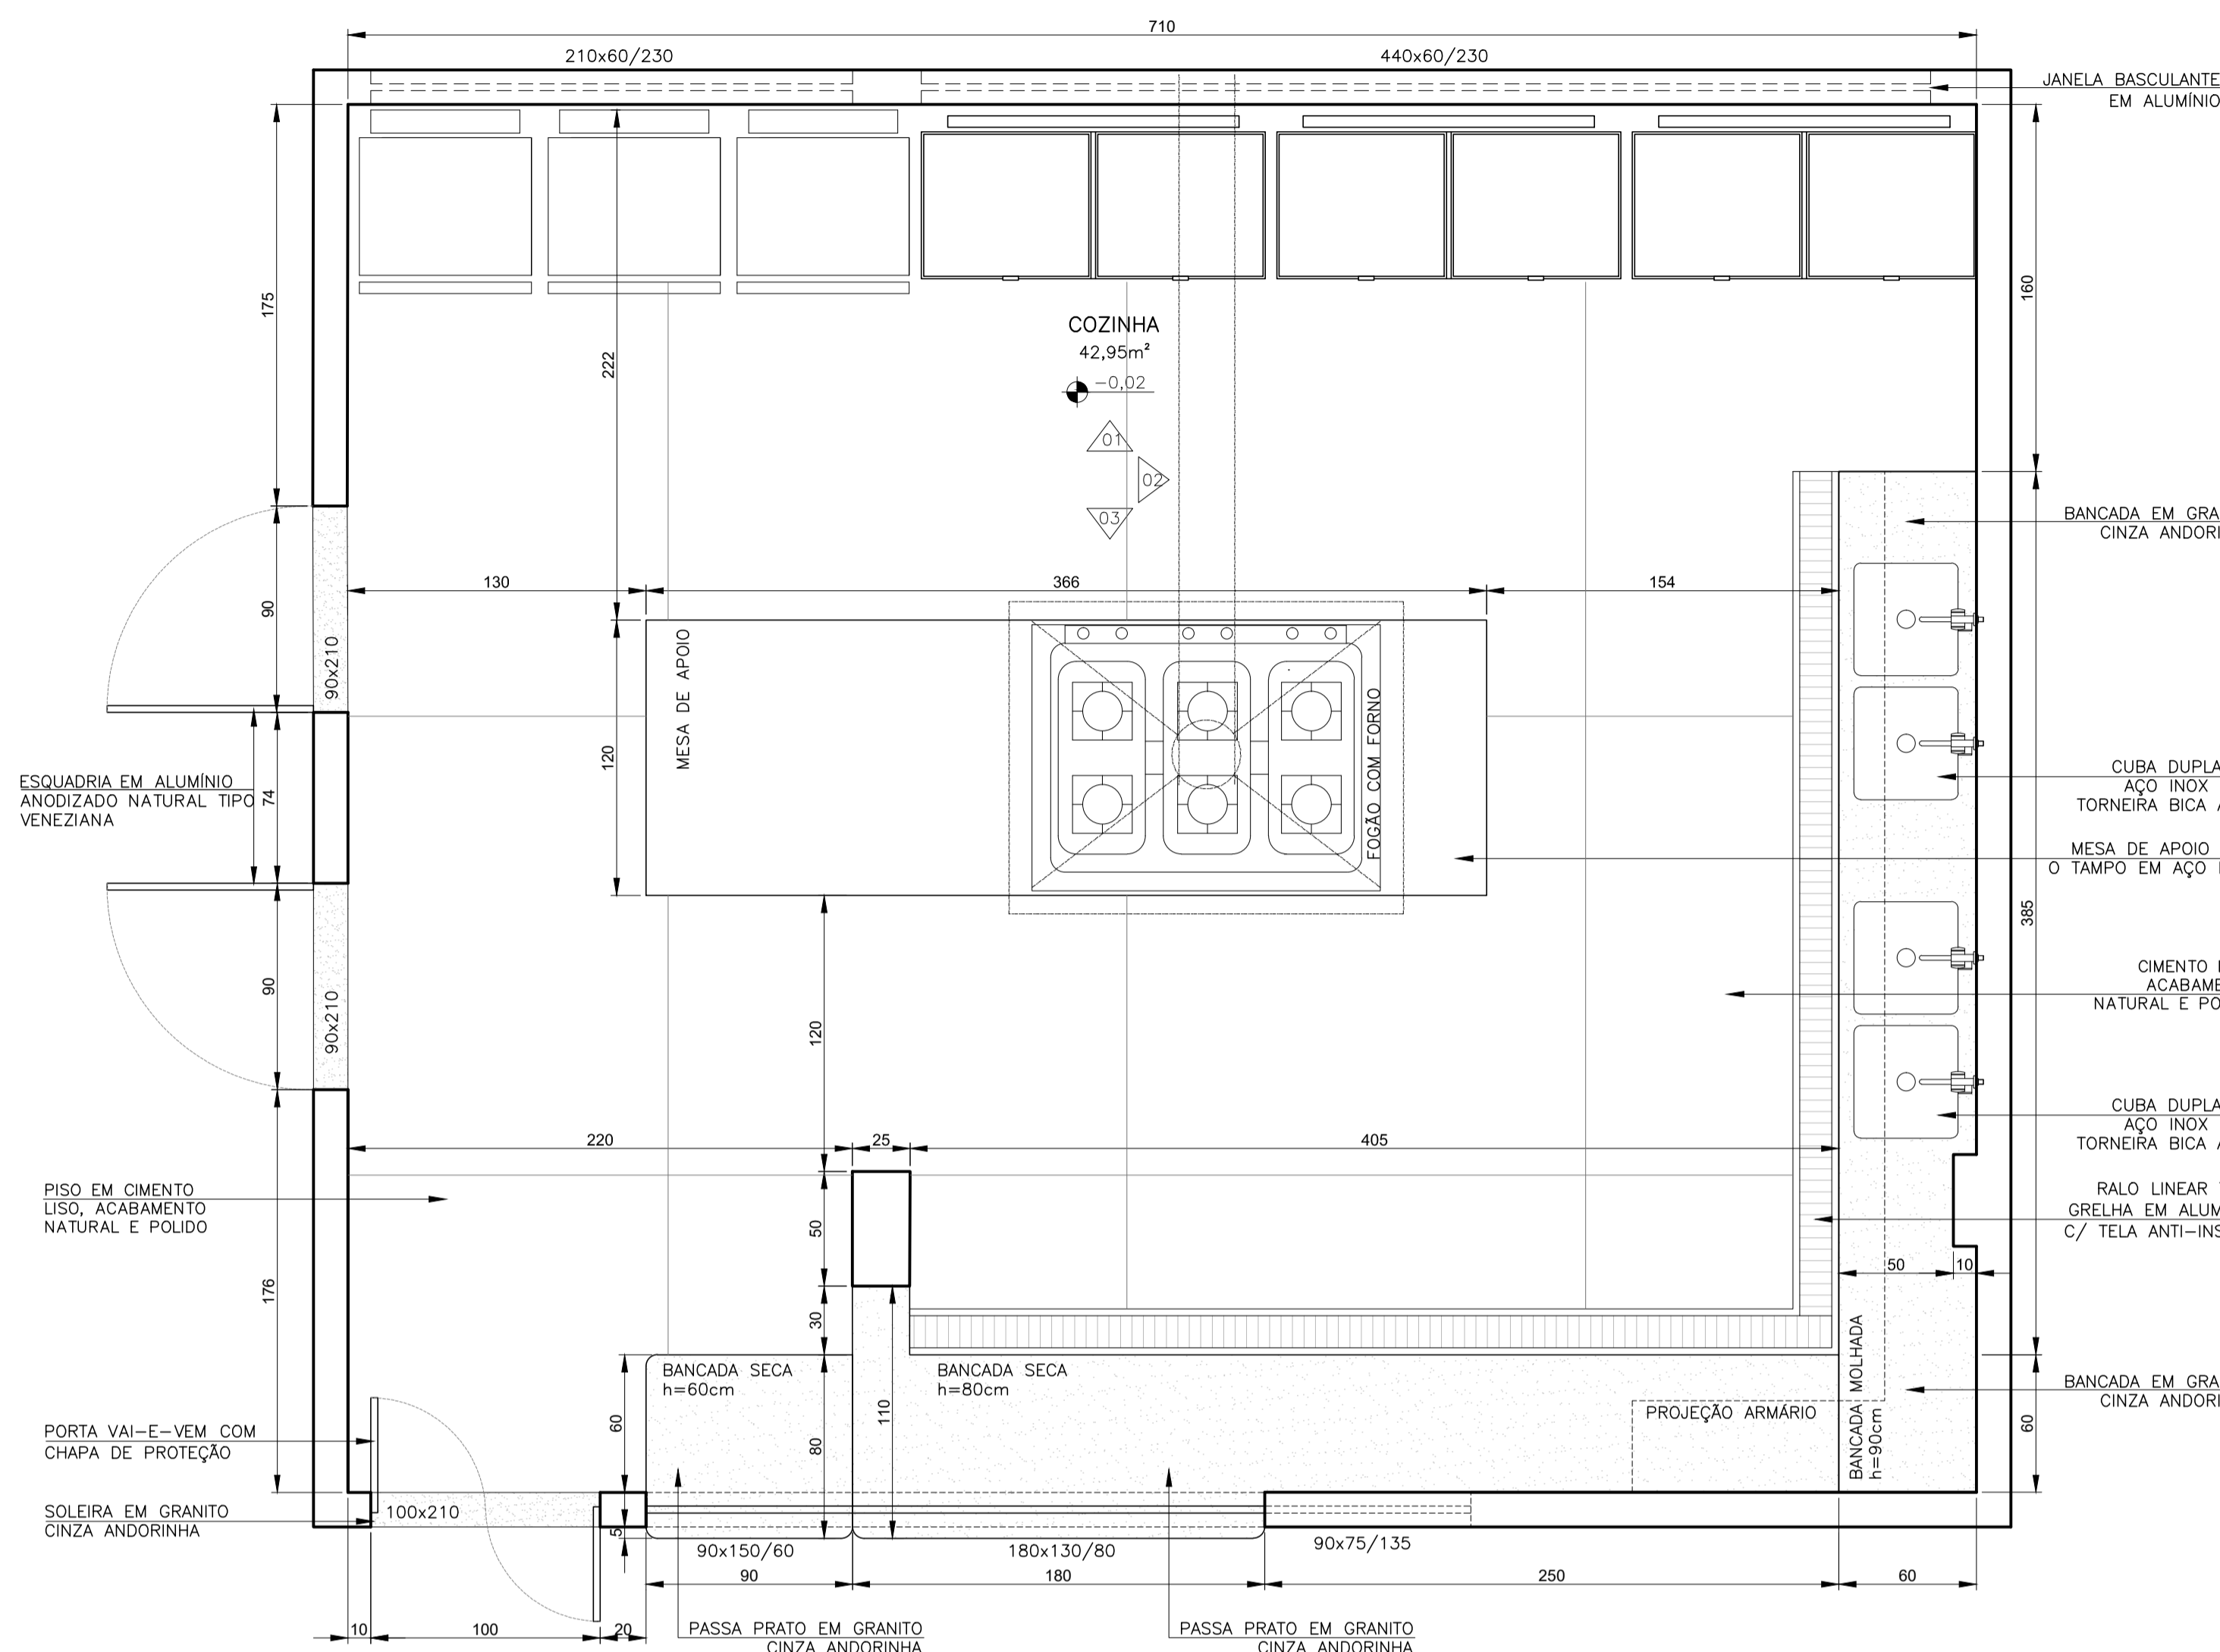 710
210x60/230
440x60/230
JANELA BASCULANTE
EM ALUMÍNIO
175
222
160
COZINHA
42,95m²
-0,02
01
02
03
BANCADA EM GRA
CINZA ANDORI
130
366
154
90
90x210
MESA DE APOIO
120
FOGÃO COM FORNO
ESQUADRIA EM ALUMÍNIO
ANODIZADO NATURAL TIPO
VENEZIANA
74
CUBA DUPLA
AÇO INOX
TORNEIRA BICA A
MESA DE APOIO
O TAMPO EM AÇO I
385
90
90x210
120
CIMENTO
ACABAME
NATURAL E PO
CUBA DUPLA
AÇO INOX
TORNEIRA BICA A
220
25
405
PISO EM CIMENTO
LISO, ACABAMENTO
NATURAL E POLIDO
50
RALO LINEAR
GRELHA EM ALUM
C/ TELA ANTI-INS
176
30
50
10
BANCADA SECA
h=60cm
BANCADA SECA
h=80cm
BANCADA MOLHADA
h=90cm
PROJEÇÃO ARMÁRIO
BANCADA EM GRA
CINZA ANDORI
60
80
110
60
PORTA VAI-E-VEM COM
CHAPA DE PROTEÇÃO
SOLEIRA EM GRANITO
CINZA ANDORINHA
100x210
5
90x150/60
180x130/80
90x75/135
90
180
250
60
10
100
20
PASSA PRATO EM GRANITO
CINZA ANDORINHA
PASSA PRATO EM GRANITO
CINZA ANDORINHA